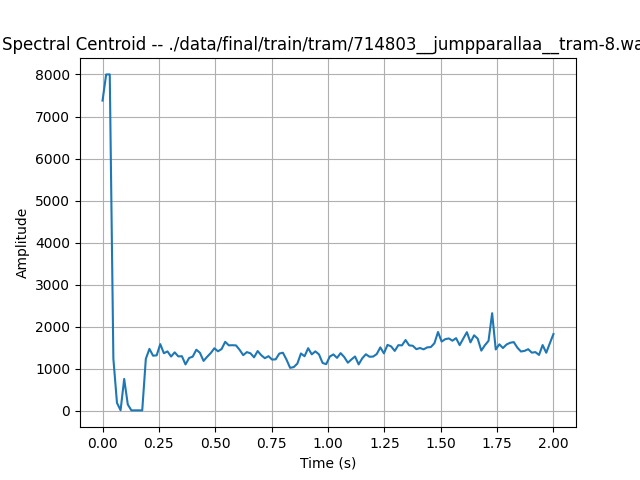 Spectral Centroid -- ./data/final/train/tram/714803__jumpparallaa__tram-8.wa
8000
7000
6000
5000
4000
3000
2000
1000
0
Amplitude
0.00 0.25 0.50 0.75 1.00 1.25 1.50 1.75 2.00
Time (s)